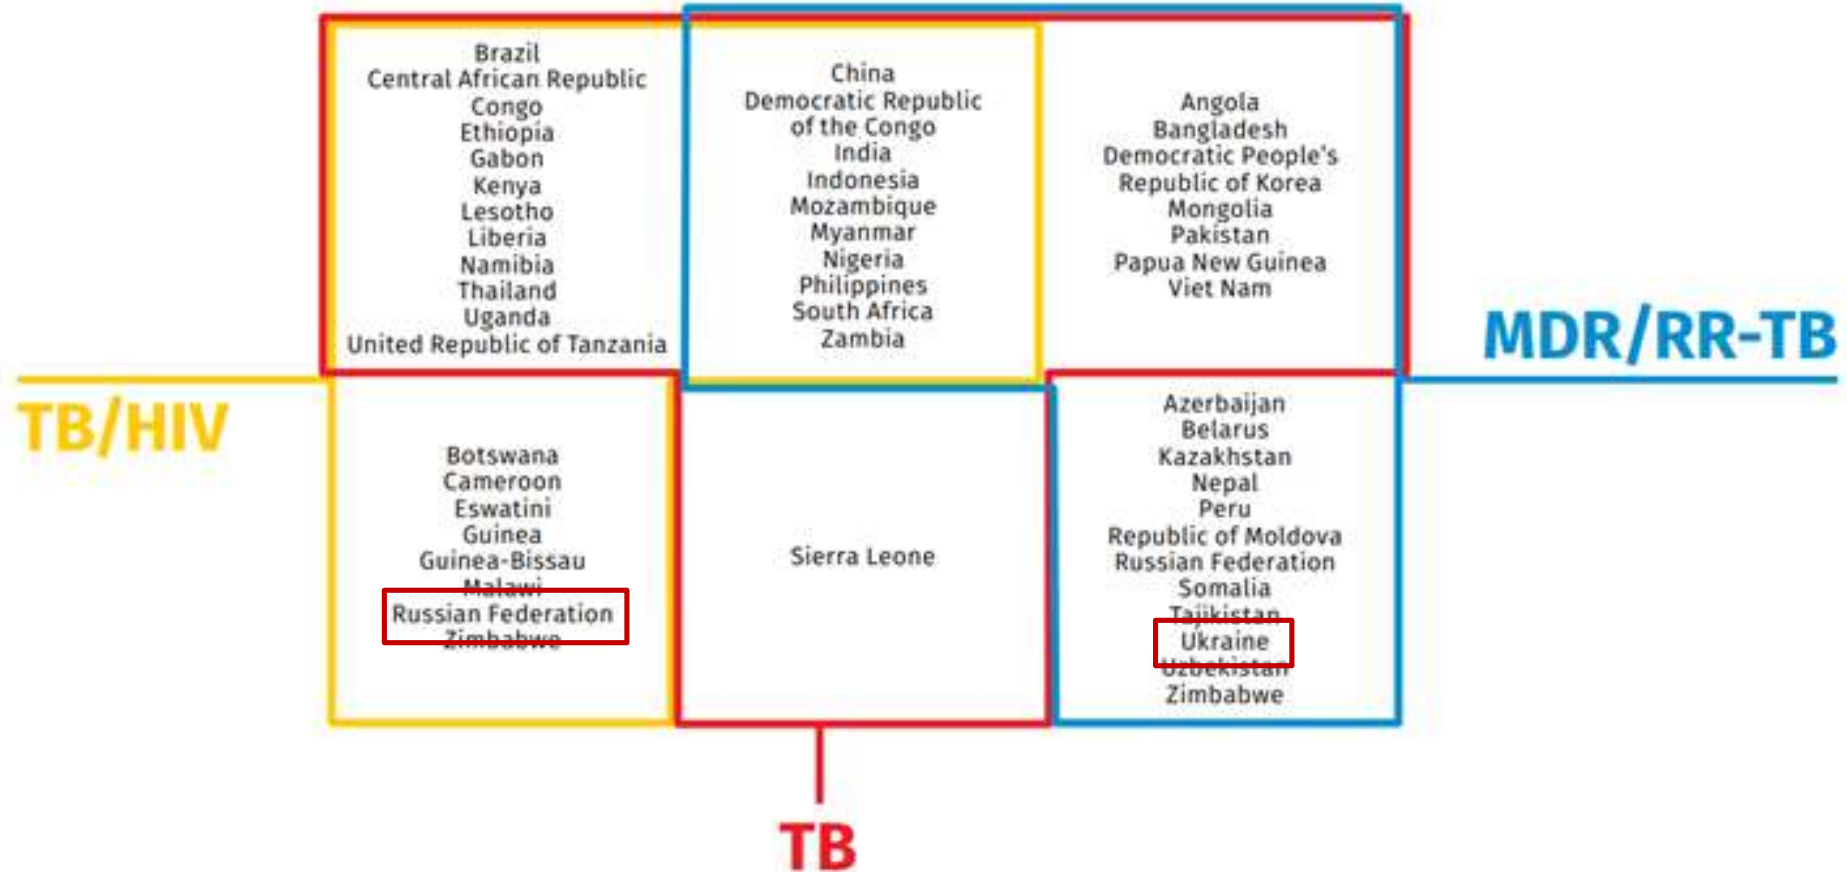 Brazil
Central African Republic
Congo
Ethiopia
Gabon
Kenya
Lesotho
Liberia
Namibia
Thailand
Uganda
United Republic of Tanzania
China
Democratic Republic
of the Congo
India
Indonesia
Mozambique
Myanmar
Nigeria
Philippines
South Africa
Zambia
Angola
Bangladesh
Democratic People's
Republic of Korea
Mongolia
Pakistan
Papua New Guinea
Viet Nam
MDR/RR-TB
TB/HIV
Botswana
Cameroon
Eswatini
Guinea
Guinea-Bissau
Malawi
Russian Federation
Zimbabwe
Sierra Leone
Azerbaijan
Belarus
Kazakhstan
Nepal
Peru
Republic of Moldova
Russian Federation
Somalia
Tajikistan
Ukraine
Uzbekistan
Zimbabwe
TB